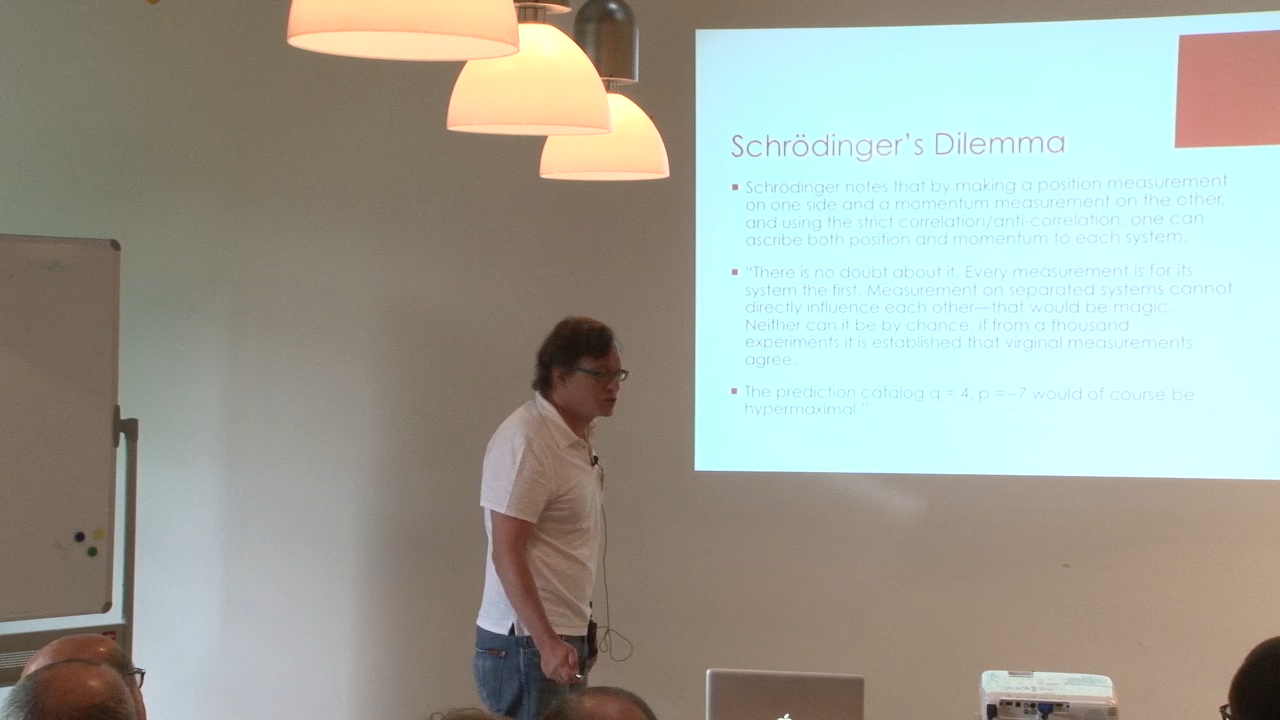 Schrödinger's Dilemma
Schrödinger notes that by making a position measurement
on one side and a momentum measurement on the other,
and using the strict correlation/anti-correlation, one can
ascribe both position and momentum to each system.
"There is no doubt about it. Every measurement is for its
system the first. Measurement on separated systems cannot
directly influence each other—that would be magic.
Neither can it be by chance, if from a thousand
experiments it is established that virginal measurements
agree.
The prediction catalog q = 4, p = –7 would of course be
hypermaximal."